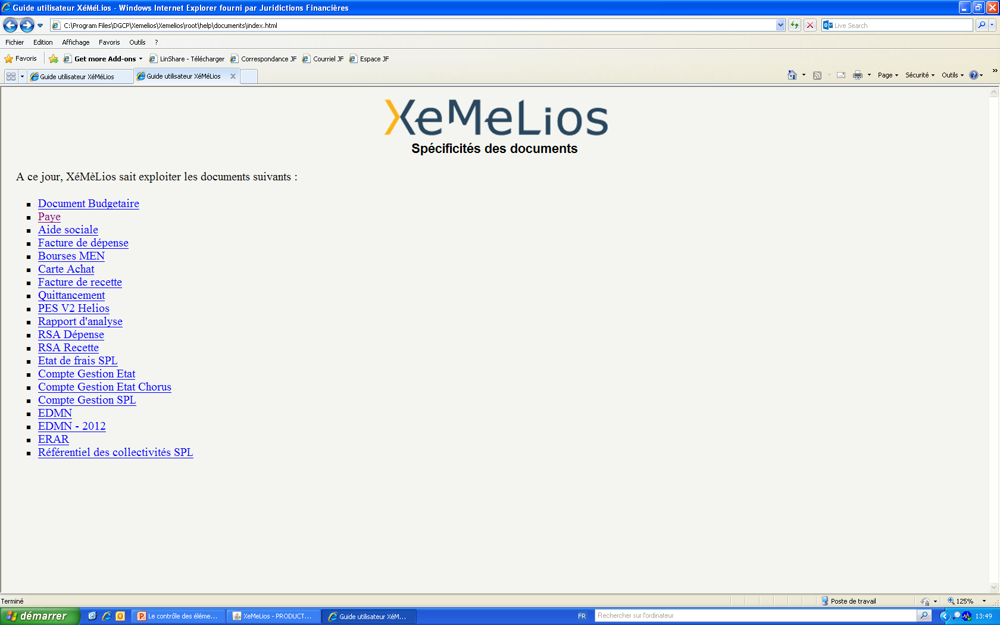 Guide utilisateur XéMéLios - Windows Internet Explorer fourni par Juridictions Financières
C:\Program Files\DGCP\Xemelios\Xemelios\root\help\documents\index.html
Live Search
Fichier Edition Affichage Favoris Outils ?
Favoris Get more Add-ons LinShare - Télécharger Correspondance JF Courriel JF Espace JF
Guide utilisateur XéMéLios Guide utilisateur XéMéLios Page Sécurité Outils
XeMeLios
Spécificités des documents
A ce jour, XéMèLios sait exploiter les documents suivants :
Document Budgetaire
Paye
Aide sociale
Facture de dépense
Bourses MEN
Carte Achat
Facture de recette
Quittancement
PES V2 Helios
Rapport d'analyse
RSA Dépense
RSA Recette
Etat de frais SPL
Compte Gestion Etat
Compte Gestion Etat Chorus
Compte Gestion SPL
EDMN
EDMN - 2012
ERAR
Référentiel des collectivités SPL
Terminé Poste de travail 125%
démarrer Le contrôle des éléme... XeMeLios - PRODUCT... Guide utilisateur XéM... FR Rechercher sur l'ordinateur 13:49